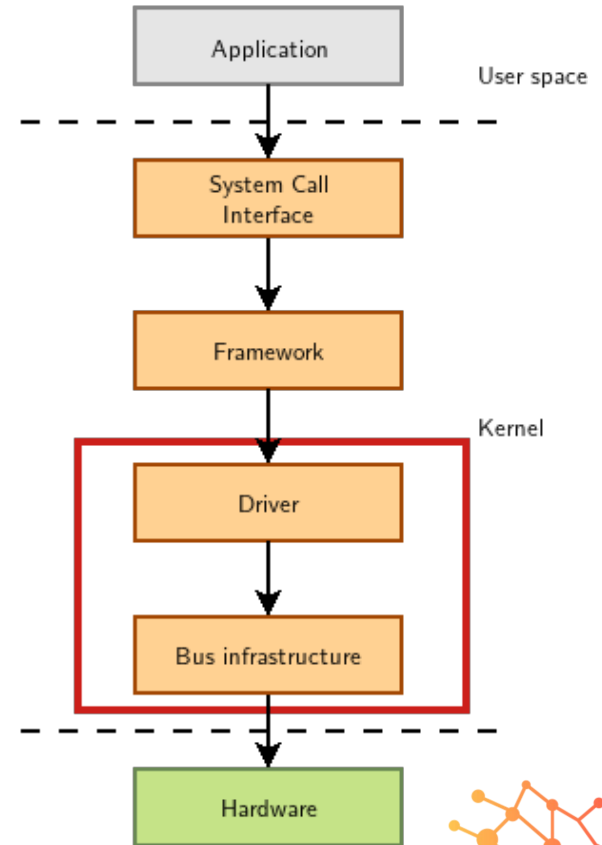 Application
User space
System Call
Interface
Framework
Kernel
Driver
Bus infrastructure
Hardware